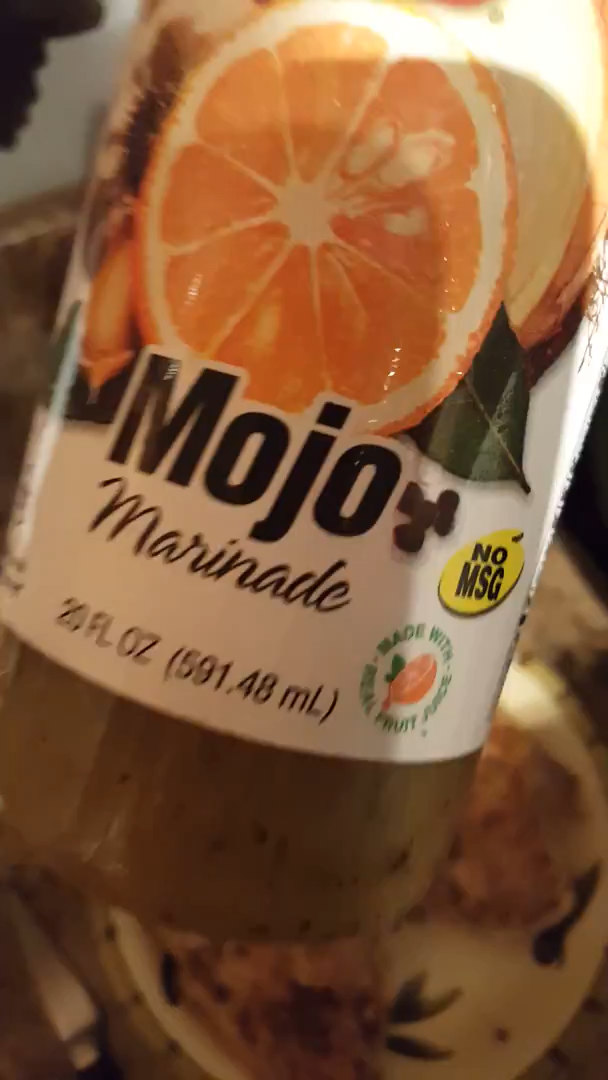 Mojo
Marinade
NO
MSG
20 FL OZ (591.48 mL)
MADE WITH
REAL FRUIT JUICE